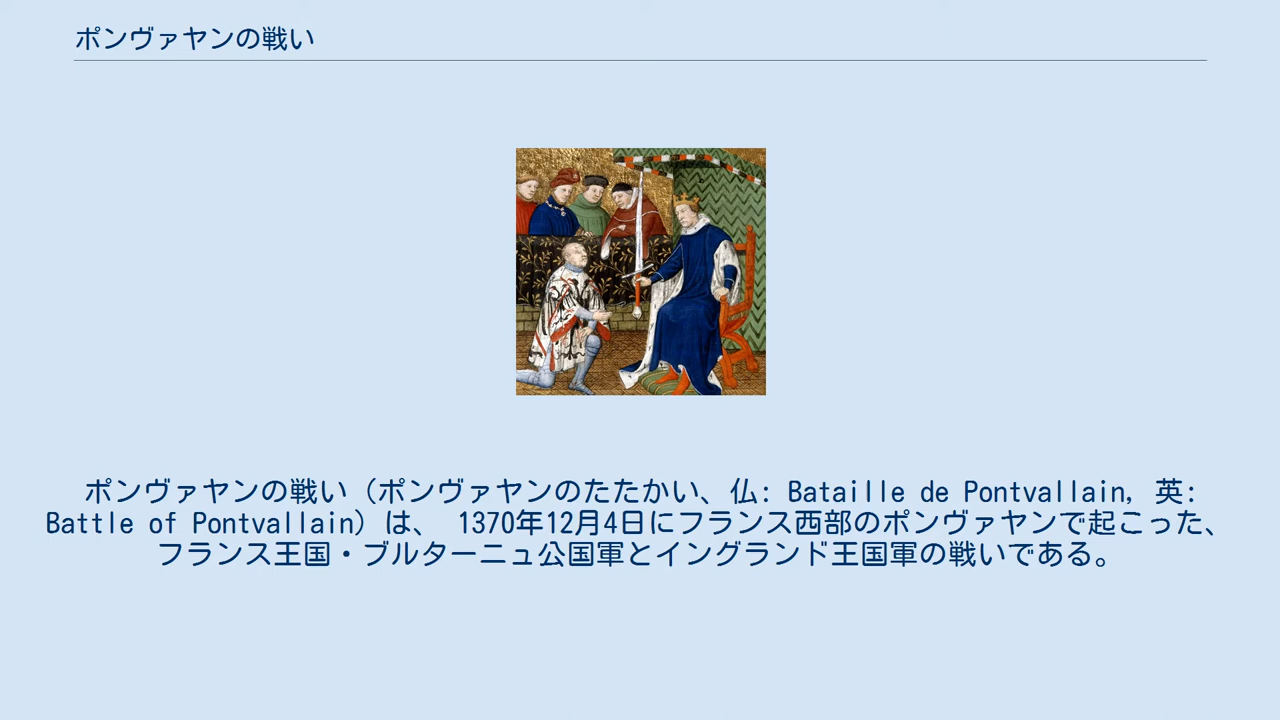 ポンヴァヤンの戦い
ポンヴァヤンの戦い（ポンヴァヤンのたたかい、仏: Bataille de Pontvallain, 英:
Battle of Pontvallain）は、 1370年12月4日にフランス西部のポンヴァヤンで起こった、
フランス王国・ブルターニュ公国軍とイングランド王国軍の戦いである。